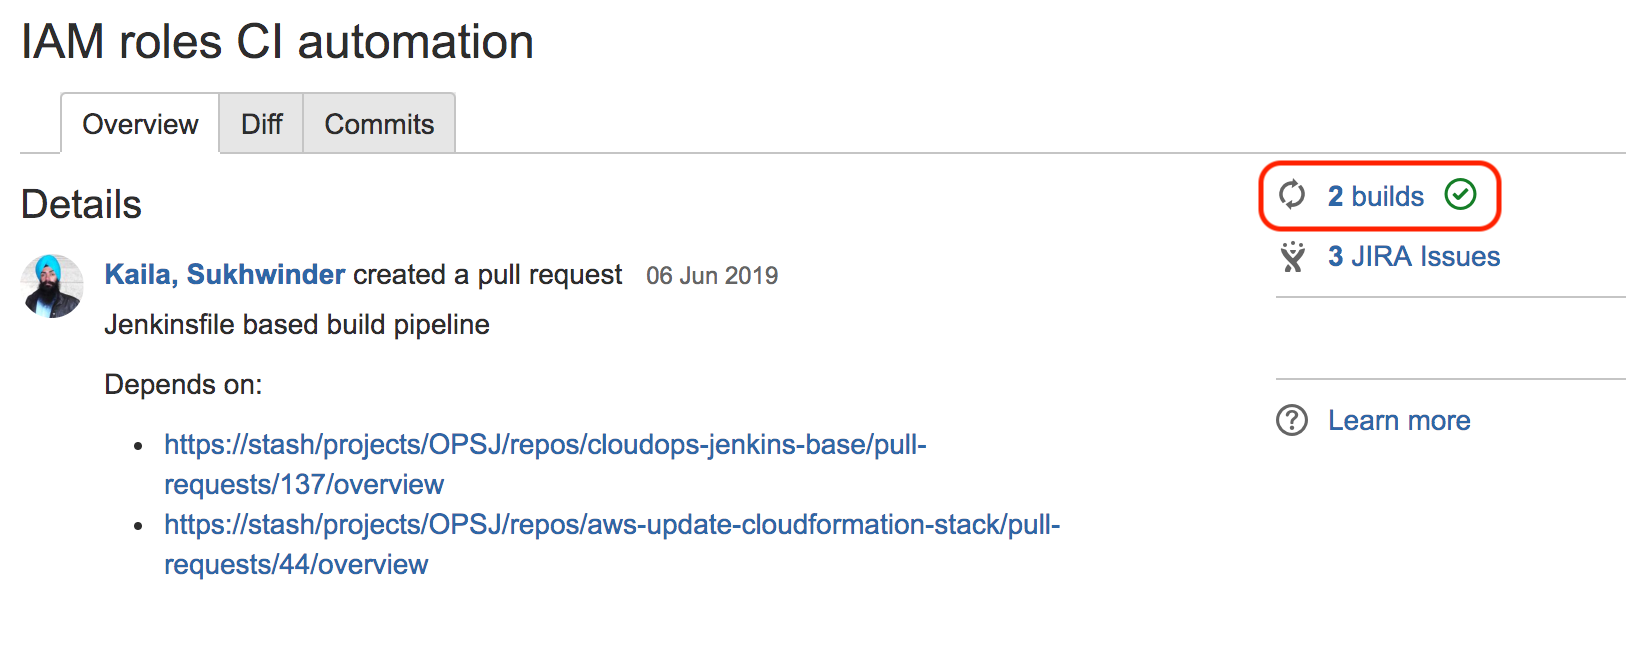 IAM roles CI automation
Overview
Diff
Commits
Details
2 builds
3 JIRA Issues
Kaila, Sukhwinder created a pull request 06 Jun 2019
Jenkinsfile based build pipeline
Depends on:
https://stash/projects/OPSJ/repos/cloudops-jenkins-base/pull-
requests/137/overview
https://stash/projects/OPSJ/repos/aws-update-cloudformation-stack/pull-
requests/44/overview
Learn more